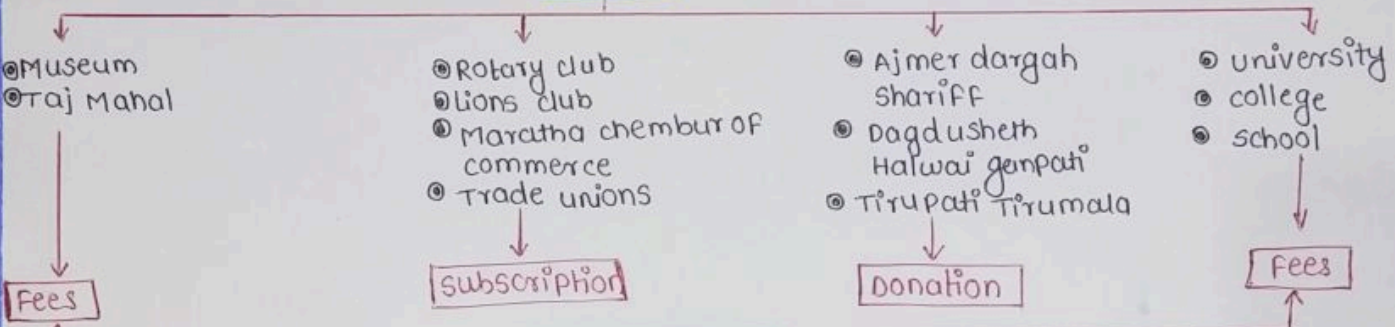 Museum
Taj Mahal
Fees
Rotary club
Lions club
Maratha chembur of
commerce
Trade unions
Subscription
Ajmer dargah
Shariff
Dagdusheth
Halwai ganpati
Tirupati Tirumala
Donation
university
college
school
Fees